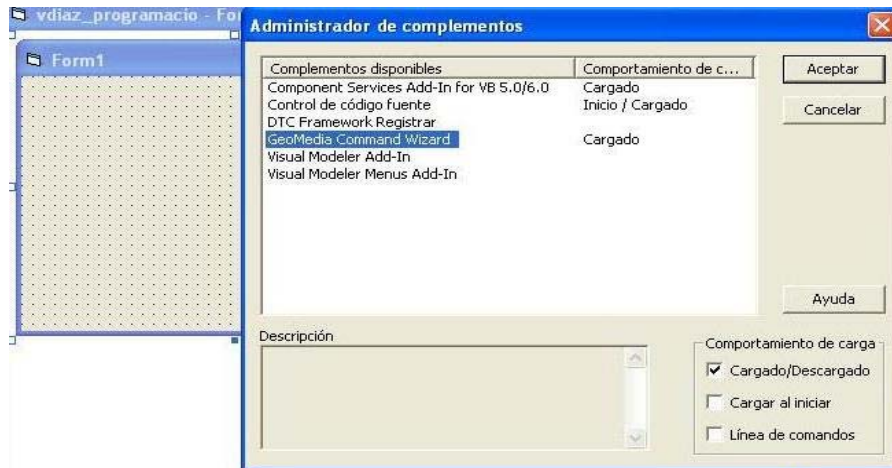 vdiaz_programacio - For
Administrador de complementos
Form1
Complementos disponibles Comportamiento de c...
Component Services Add-In for VB 5.0/6.0 Cargado
Control de código fuente Inicio / Cargado
DTC Framework Registrar
GeoMedia Command Wizard Cargado
Visual Modeler Add-In
Visual Modeler Menus Add-In
Aceptar
Cancelar
Ayuda
Descripción
Comportamiento de carga
Cargado/Descargado
Cargar al iniciar
Línea de comandos